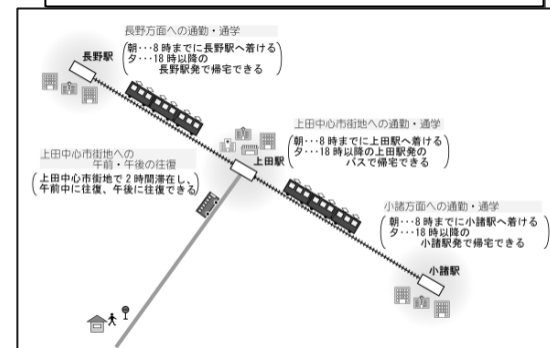 長野方面への通勤・通学
朝・・・8時までに長野駅へ着ける
夕・・・18時以降の
長野駅発で帰宅できる
長野駅
上田中心市街地への通勤・通学
朝・・・8時までに上田駅へ着ける
夕・・・18時以降の上田駅発の
バスで帰宅できる
上田駅
上田中心市街地への
午前・午後の往復
上田中心市街地で2時間滞在し、
午前中に往復、午後に往復できる
小諸方面への通勤・通学
朝・・・8時までに小諸駅へ着ける
夕・・・18時以降の
小諸駅発で帰宅できる
小諸駅